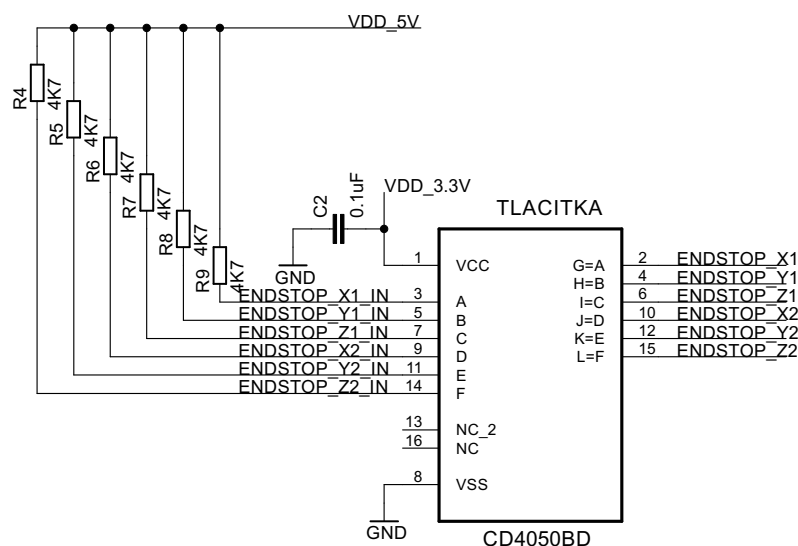 VDD_5V
R4 4K7
R5 4K7
R6 4K7
R7 4K7
R8 4K7
R9 4K7
C2 0.1uF
VDD_3.3V
GND
TLACITKA
1 VCC
ENDSTOP_X1_IN 3 A G=A 2 ENDSTOP_X1
ENDSTOP_Y1_IN 5 B H=B 4 ENDSTOP_Y1
ENDSTOP_Z1_IN 7 C I=C 6 ENDSTOP_Z1
ENDSTOP_X2_IN 9 D J=D 10 ENDSTOP_X2
ENDSTOP_Y2_IN 11 E K=E 12 ENDSTOP_Y2
ENDSTOP_Z2_IN 14 F L=F 15 ENDSTOP_Z2
13 NC_2
16 NC
8 VSS
GND
CD4050BD